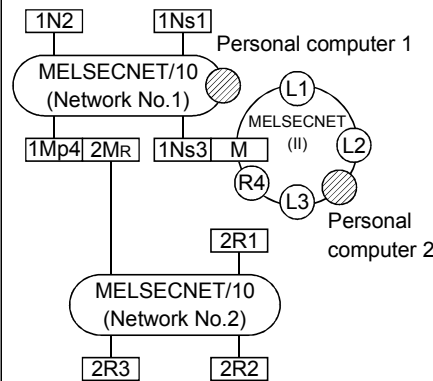 1N2
1Ns1
Personal computer 1
MELSECNET/10
(Network No.1)
L1
MELSECNET
(II)
L2
1Mp4
2MR
1Ns3
M
R4
L3
Personal
computer 2
2R1
MELSECNET/10
(Network No.2)
2R3
2R2